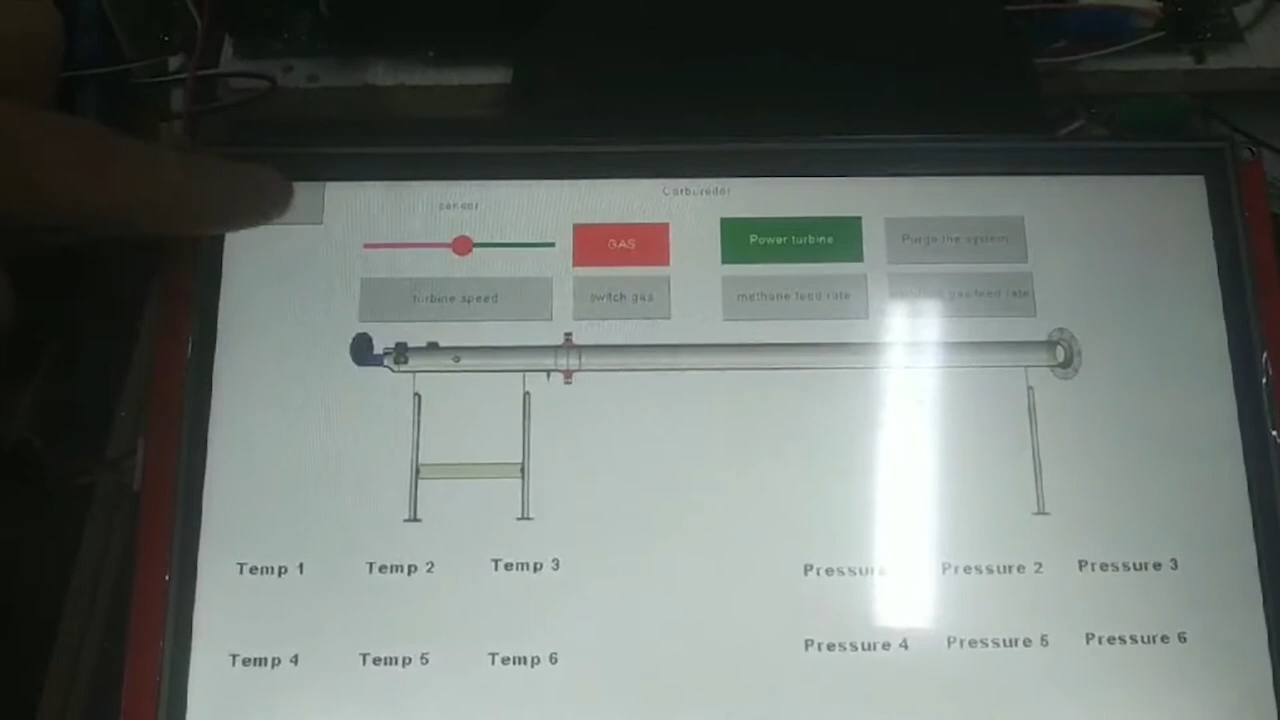 Carburedor
sensor
GAS
Power turbine
Purge the system
turbine speed
switch gas
methane feed rate
gas feed rate
Temp 1
Temp 2
Temp 3
Pressure
Pressure 2
Pressure 3
Temp 4
Temp 5
Temp 6
Pressure 4
Pressure 5
Pressure 6